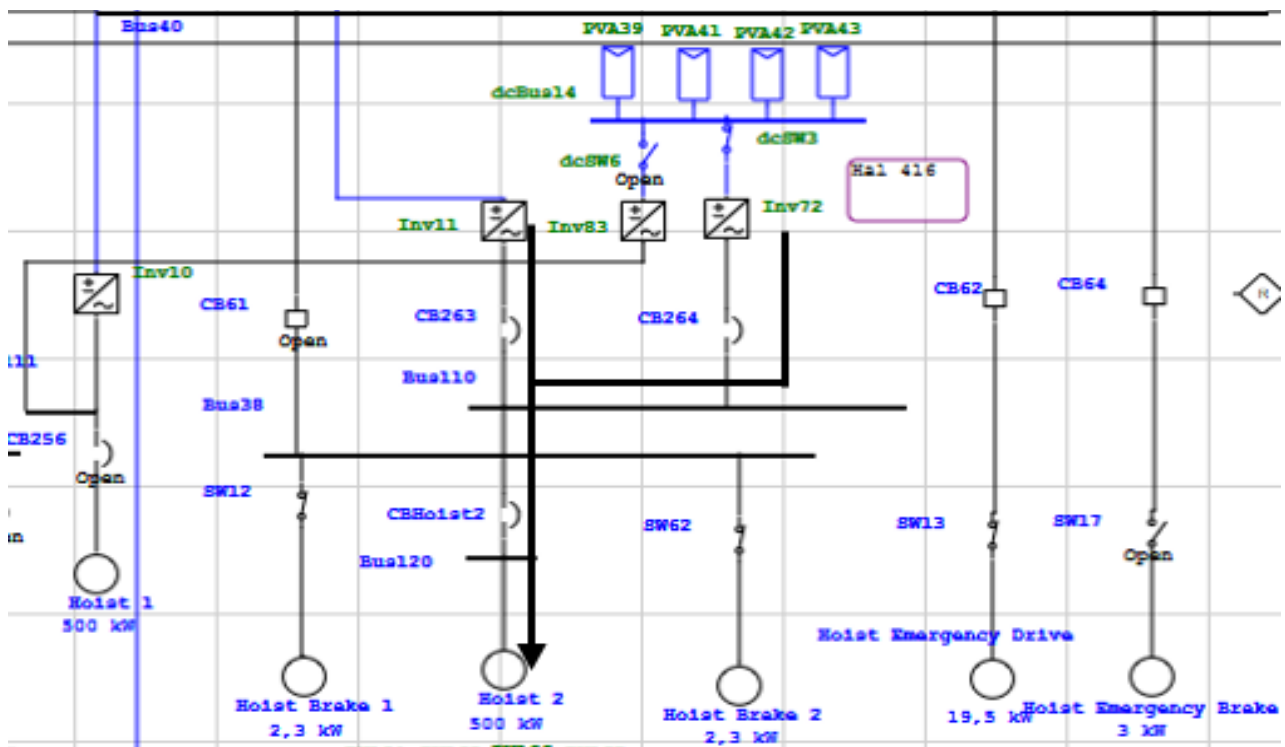 Bus40
PVA39 PVA41 PVA42 PVA43
dcBus14
dcSW3
dcSW6
Open
Hal 416
Inv11
Inv83
Inv72
Inv10
CB61
Open
CB263
CB264
CB62
CB64
R
111
Bus110
Bus38
CB256
Open
SW12
CBHoist2
SW62
SW13
SW17
Open
Bus120
Hoist 1
500 kW
Hoist Emergency Drive
Hoist Brake 1
2,3 kW
Hoist 2
500 kW
Hoist Brake 2
2,3 kW
19,5 kW
Hoist Emergency Brake
3 kW